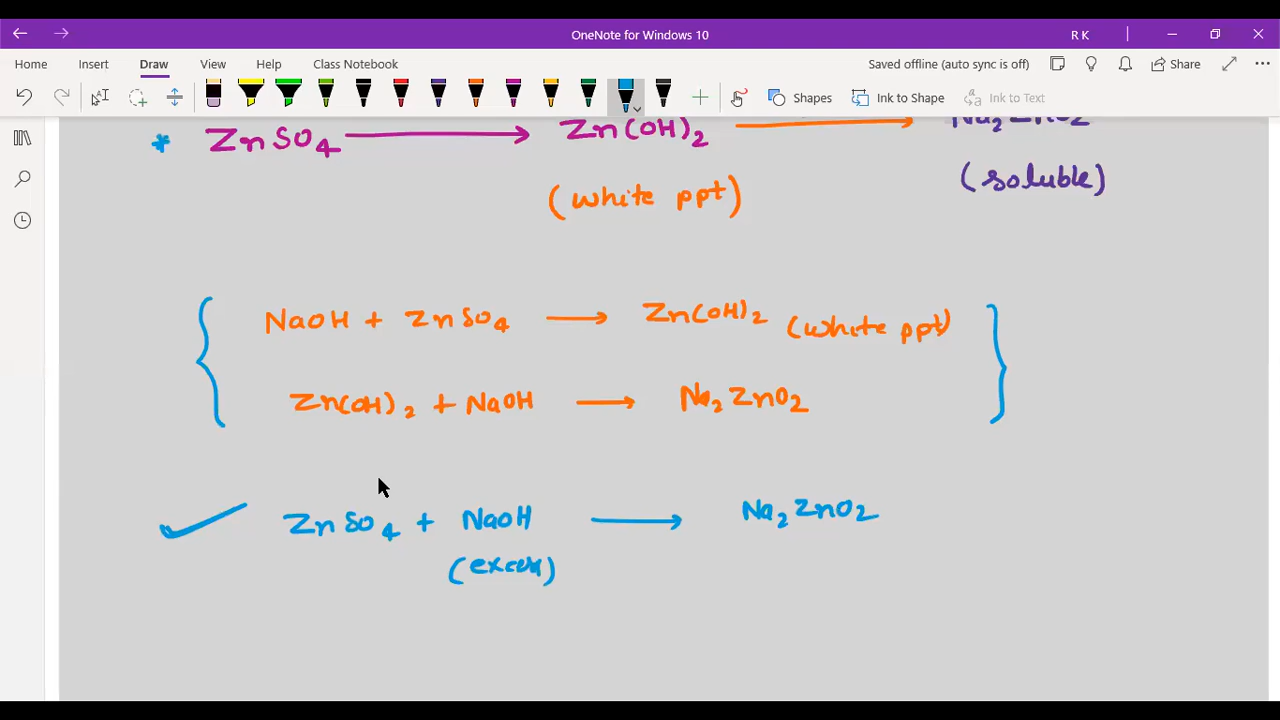 OneNote for Windows 10
R K
Home Insert Draw View Help Class Notebook
Saved offline (auto sync is off) Share
Shapes Ink to Shape Ink to Text
* ZnSO4 ⟶ Zn(OH)2 ⟶ Na2ZnO2
(white ppt) (soluble)
{ NaOH + ZnSO4 ⟶ Zn(OH)2 (white ppt) }
Zn(OH)2 + NaOH ⟶ Na2ZnO2
✓ ZnSO4 + NaOH ⟶ Na2ZnO2